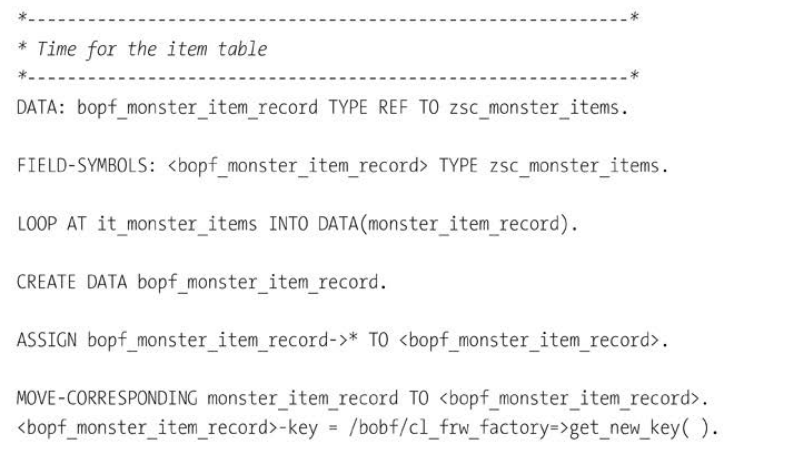 *-------------------------------------------------------------*
* Time for the item table
*-------------------------------------------------------------*
DATA: bopf_monster_item_record TYPE REF TO zsc_monster_items.
FIELD-SYMBOLS: <bopf_monster_item_record> TYPE zsc_monster_items.
LOOP AT it_monster_items INTO DATA(monster_item_record).
CREATE DATA bopf_monster_item_record.
ASSIGN bopf_monster_item_record->* TO <bopf_monster_item_record>.
MOVE-CORRESPONDING monster_item_record TO <bopf_monster_item_record>.
<bopf_monster_item_record>-key = /bobf/cl_frw_factory=>get_new_key( ).